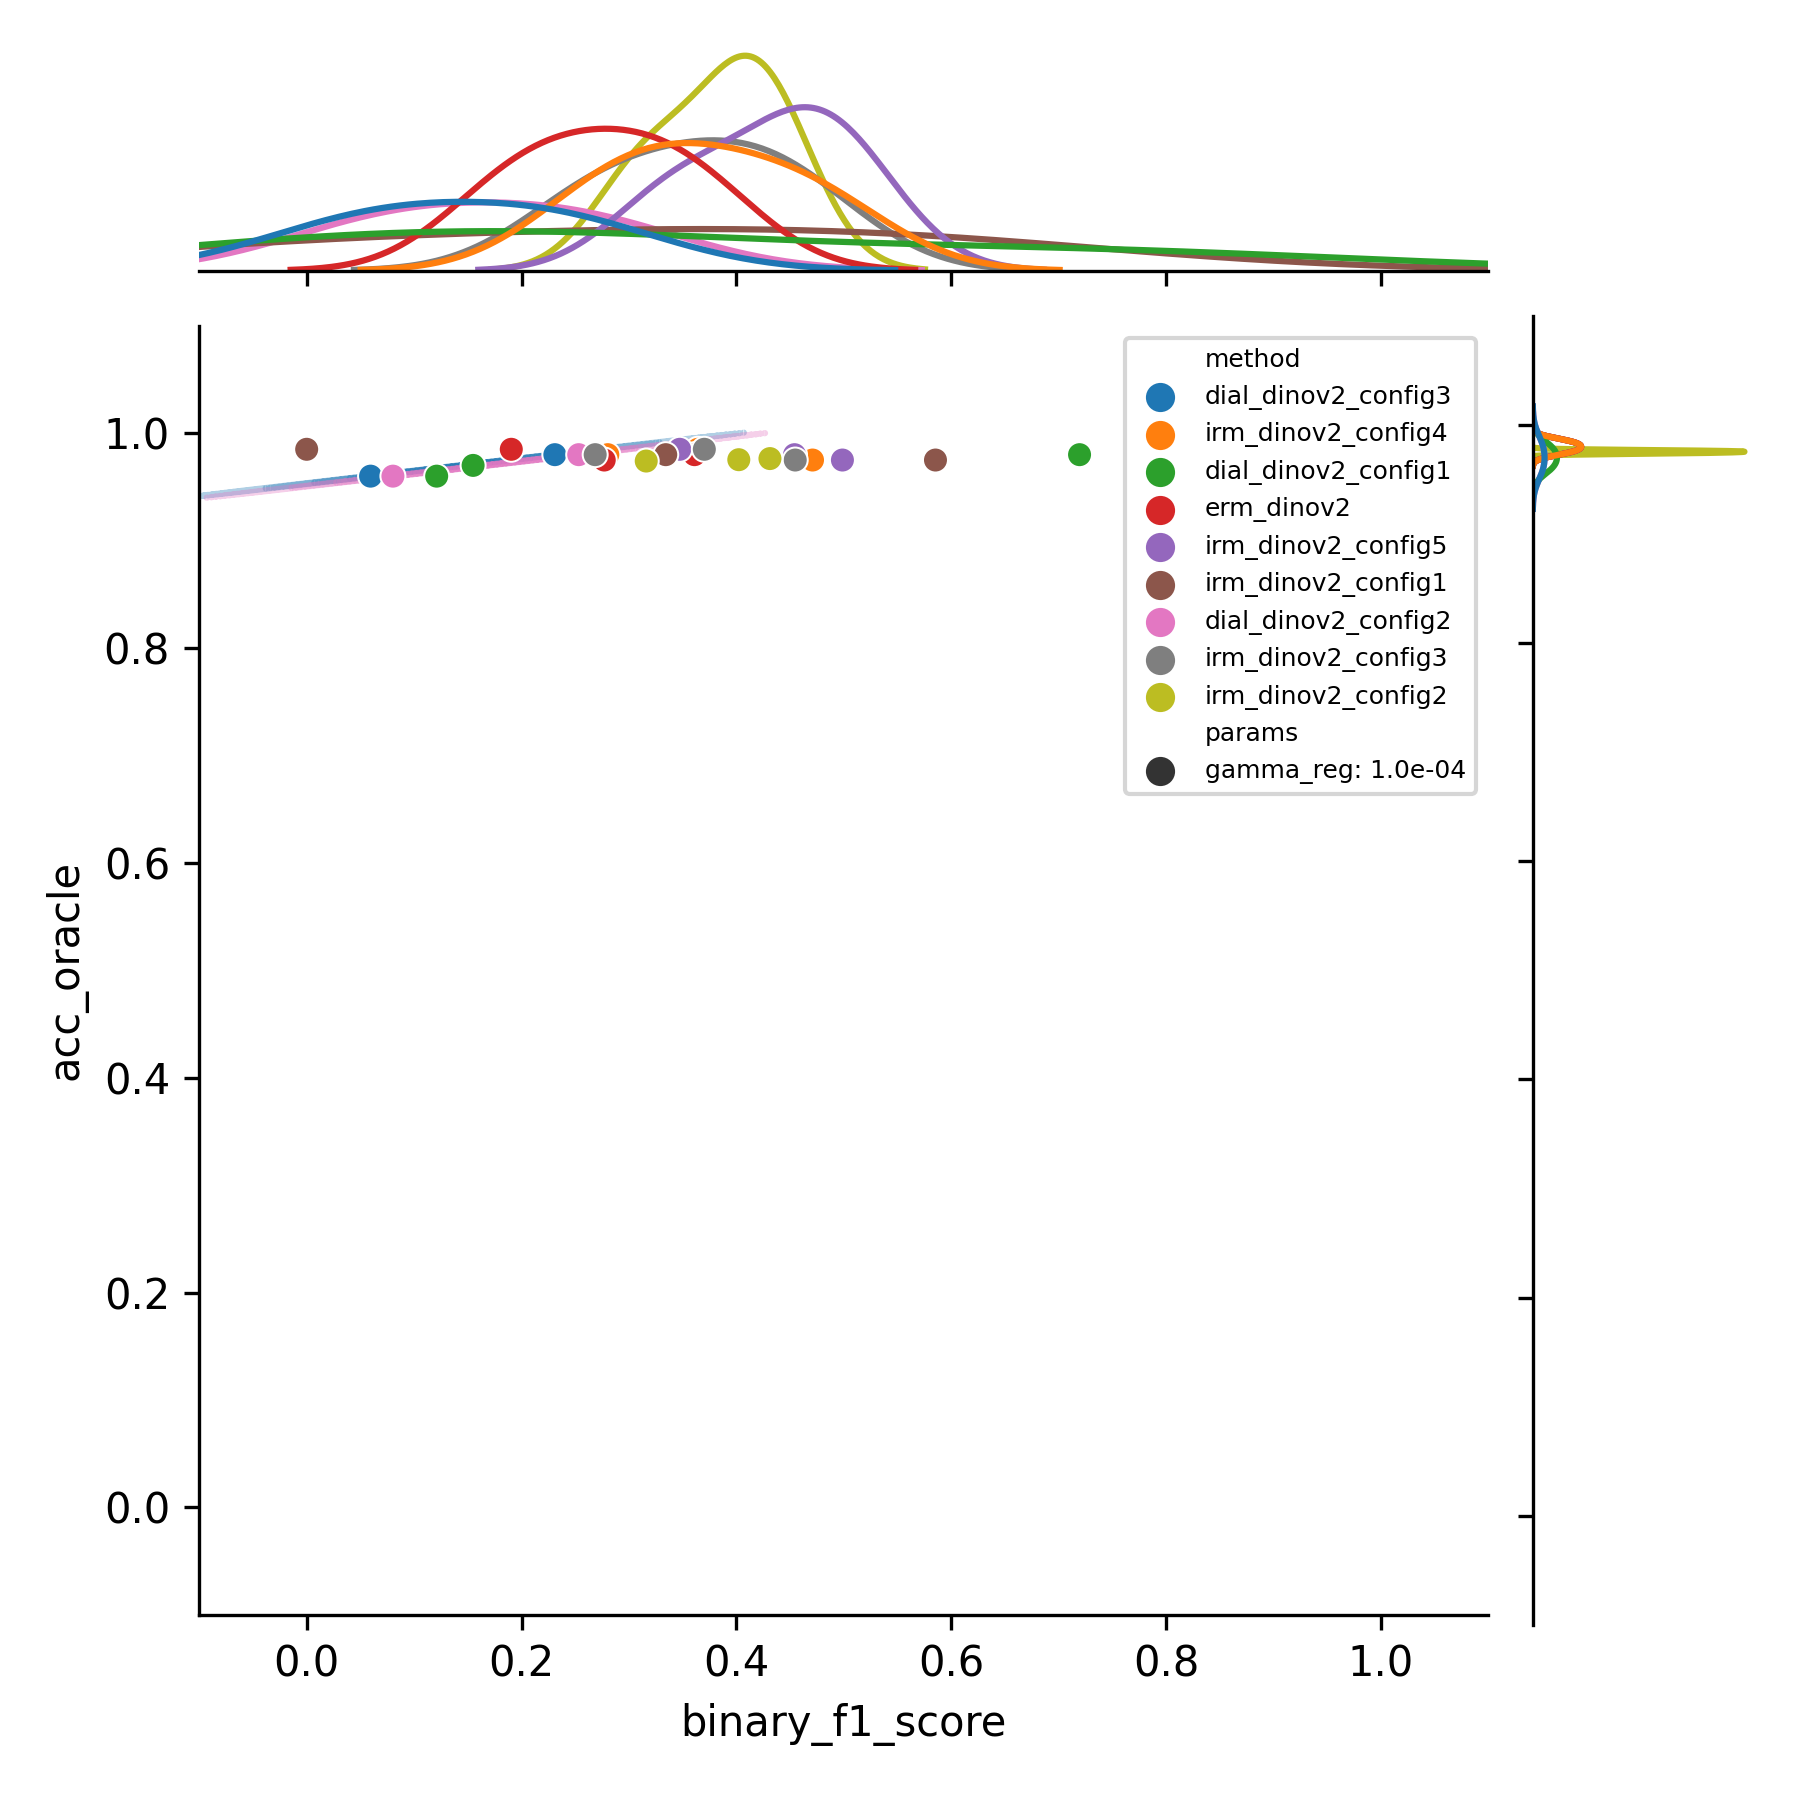 method
dial_dinov2_config3
irm_dinov2_config4
dial_dinov2_config1
erm_dinov2
irm_dinov2_config5
irm_dinov2_config1
dial_dinov2_config2
irm_dinov2_config3
irm_dinov2_config2
params
gamma_reg: 1.0e-04
acc_oracle
1.0
0.8
0.6
0.4
0.2
0.0
0.0 0.2 0.4 0.6 0.8 1.0
binary_f1_score